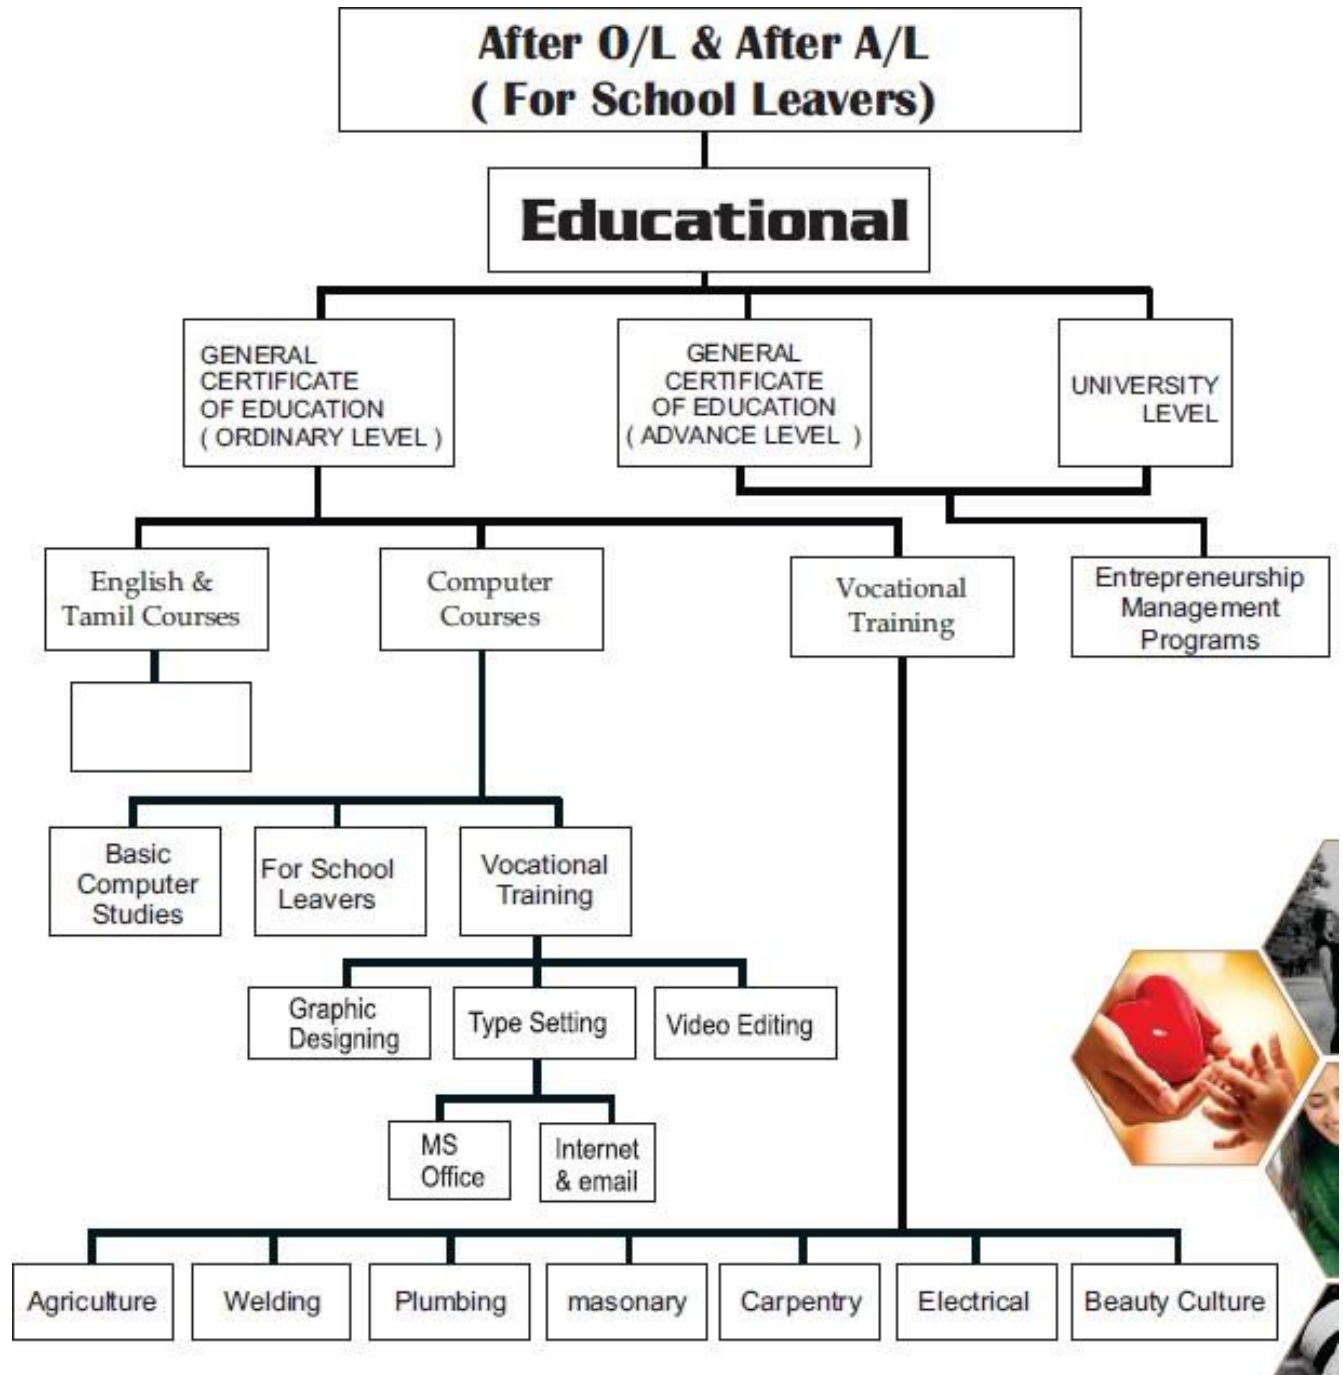 After O/L & After A/L
( For School Leavers)
Educational
GENERAL
CERTIFICATE
OF EDUCATION
( ORDINARY LEVEL )
GENERAL
CERTIFICATE
OF EDUCATION
( ADVANCE LEVEL )
UNIVERSITY
LEVEL
English &
Tamil Courses
Computer
Courses
Vocational
Training
Entrepreneurship
Management
Programs
Basic
Computer
Studies
For School
Leavers
Vocational
Training
Graphic
Designing
Type Setting
Video Editing
MS
Office
Internet
& email
Agriculture
Welding
Plumbing
masonary
Carpentry
Electrical
Beauty Culture